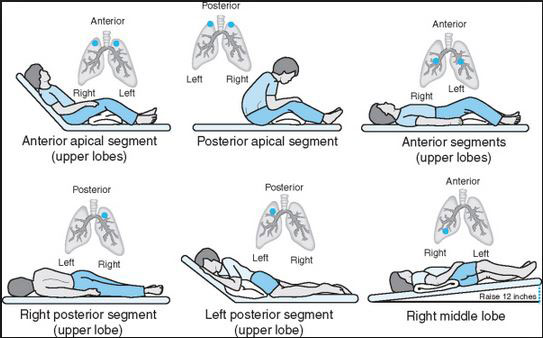 Anterior
Right Left
Anterior apical segment
(upper lobes)
Posterior
Left Right
Posterior apical segment
Anterior
Right Left
Anterior segments
(upper lobes)
Posterior
Left Right
Right posterior segment
(upper lobe)
Posterior
Left Right
Left posterior segment
(upper lobe)
Anterior
Right Left
Raise 12 inches
Right middle lobe